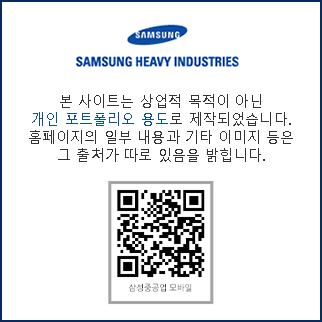 SAMSUNG
SAMSUNG HEAVY INDUSTRIES
본 사이트는 상업적 목적이 아닌
개인 포트폴리오 용도로 제작되었습니다.
홈페이지의 일부 내용과 기타 이미지 등은
그 출처가 따로 있음을 밝힙니다.
삼성중공업 모바일